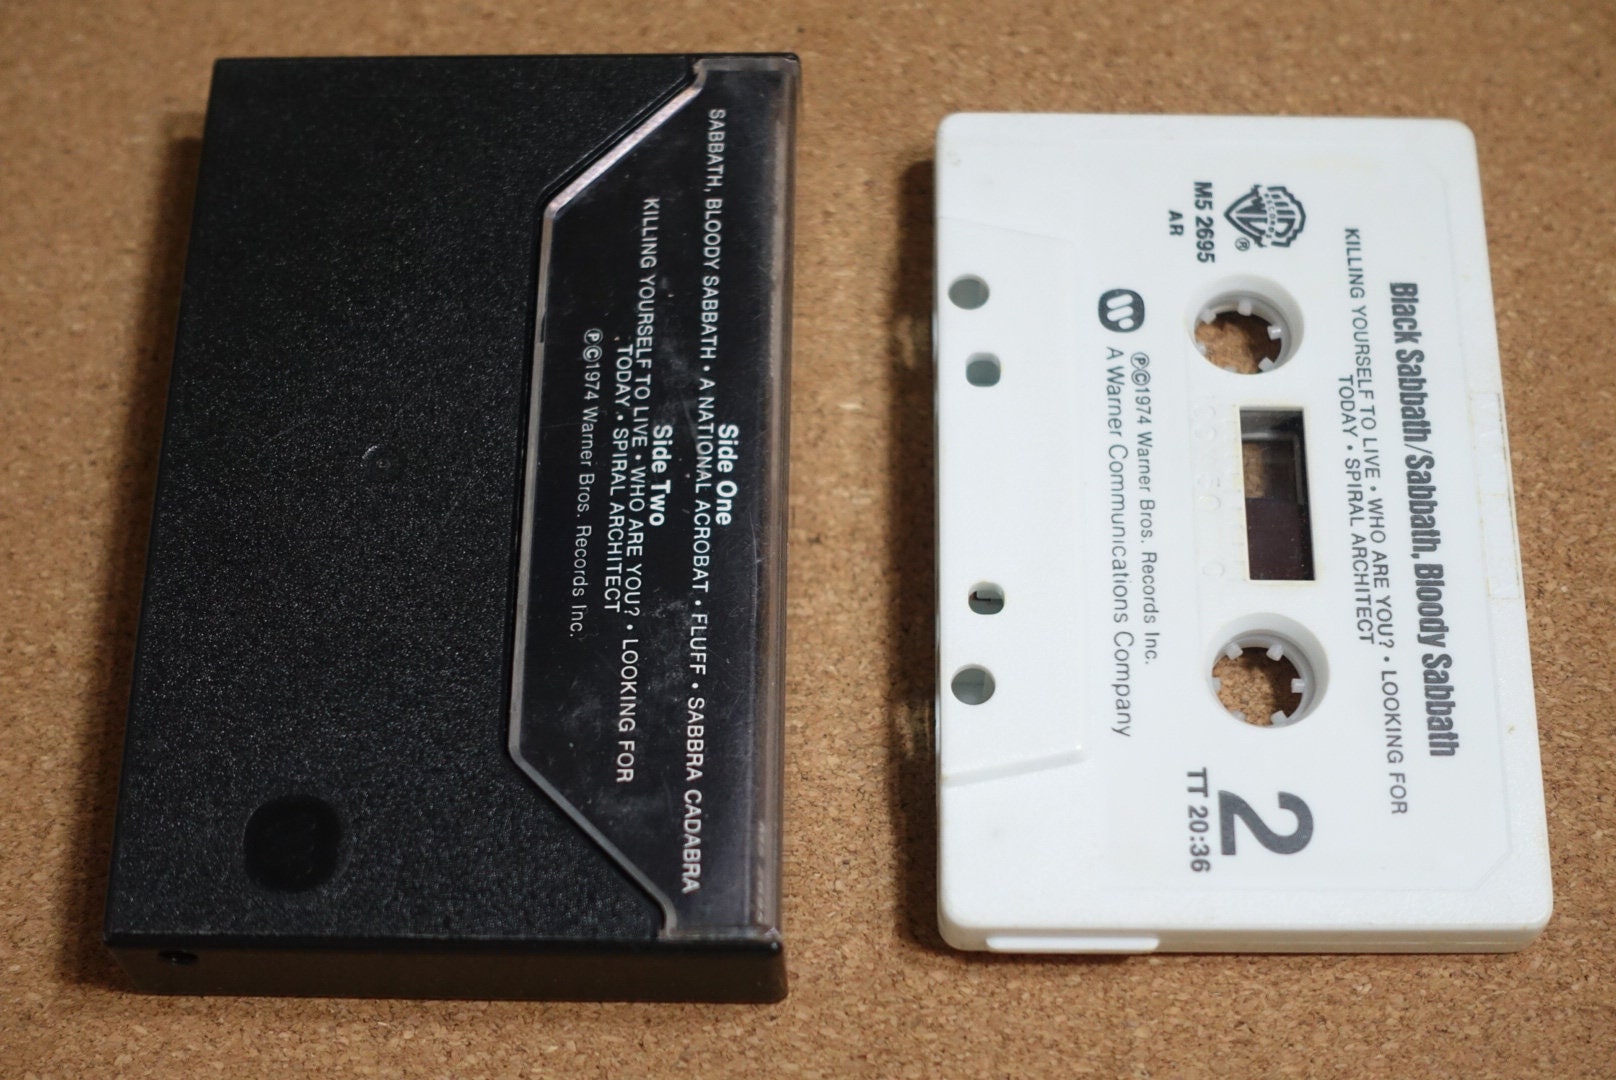 Side One
SABBATH, BLOODY SABBATH • A NATIONAL ACROBAT • FLUFF • SABBRA CADABRA
Side Two
KILLING YOURSELF TO LIVE • WHO ARE YOU? • LOOKING FOR
TODAY • SPIRAL ARCHITECT
Ⓟ©1974 Warner Bros. Records Inc.
Black Sabbath/Sabbath, Bloody Sabbath
KILLING YOURSELF TO LIVE • WHO ARE YOU? • LOOKING FOR
TODAY • SPIRAL ARCHITECT
RECORDS ®
M5 2695
AR
2
TT 20:36
Ⓟ©1974 Warner Bros. Records Inc.
A Warner Communications Company